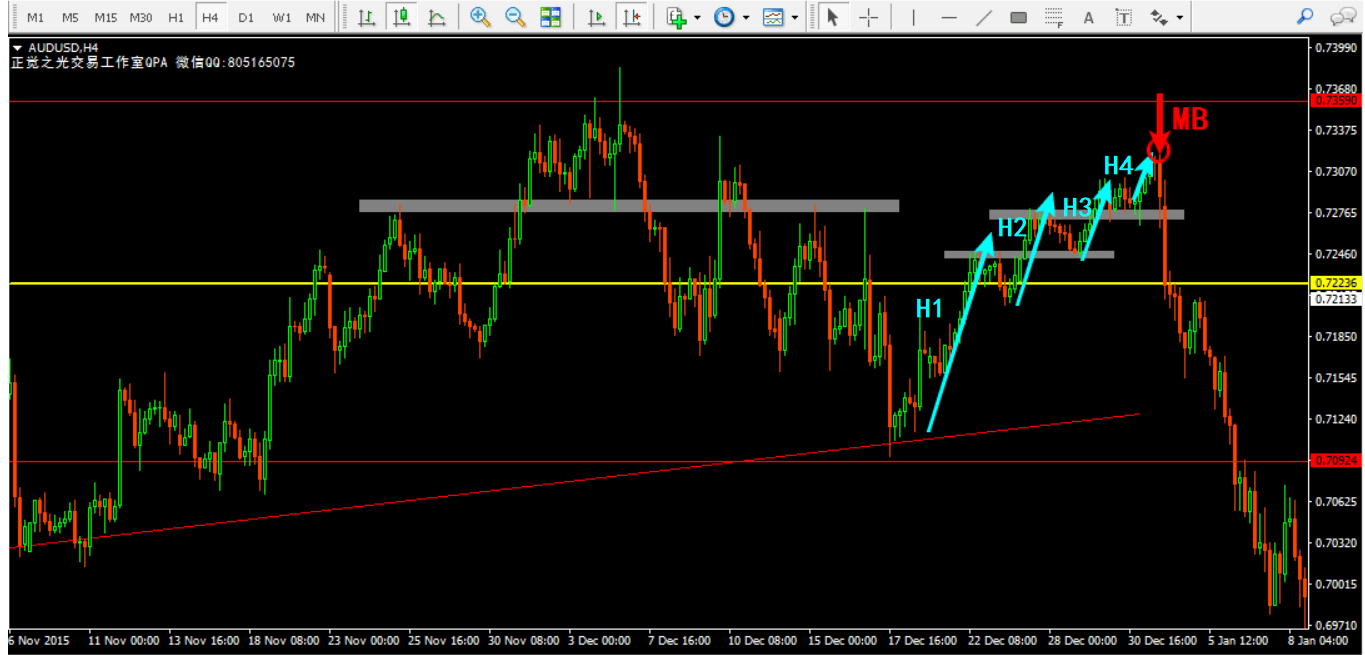 M1 M5 M15 M30 H1 H4 D1 W1 MN
A T
F
AUDUSD,H4
正觉之光交易工作室QPA 微信QQ:805165075
0.73990
0.73680
0.73590
0.73375
0.73070
0.72765
0.72460
0.72236
0.72133
0.71850
0.71545
0.71240
0.70924
0.70625
0.70320
0.70015
0.69710
MB
H4
H3
H2
H1
6 Nov 2015 11 Nov 00:00 13 Nov 16:00 18 Nov 08:00 23 Nov 00:00 25 Nov 16:00 30 Nov 08:00 3 Dec 00:00 7 Dec 16:00 10 Dec 08:00 15 Dec 00:00 17 Dec 16:00 22 Dec 08:00 28 Dec 00:00 30 Dec 16:00 5 Jan 12:00 8 Jan 04:00